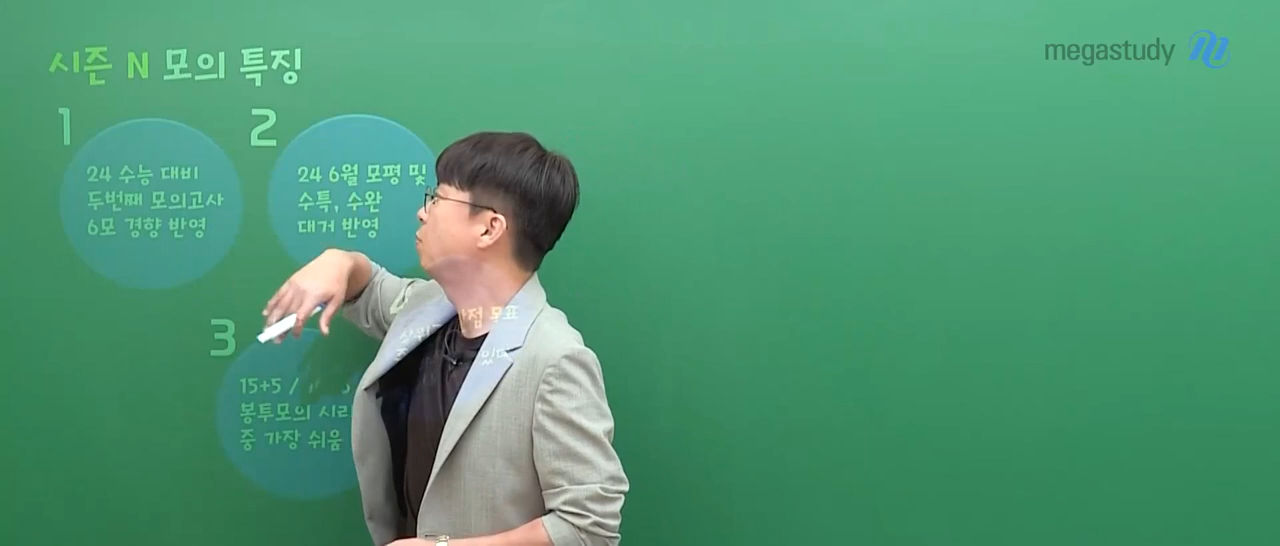 megastudy
시즌 N 모의 특징
1
24 수능 대비
두번째 모의고사
6모 경향 반영
2
24 6월 모평 및
수특, 수완
대거 반영
3
15+5 /
봉투모의
중 가장 쉬움
목표